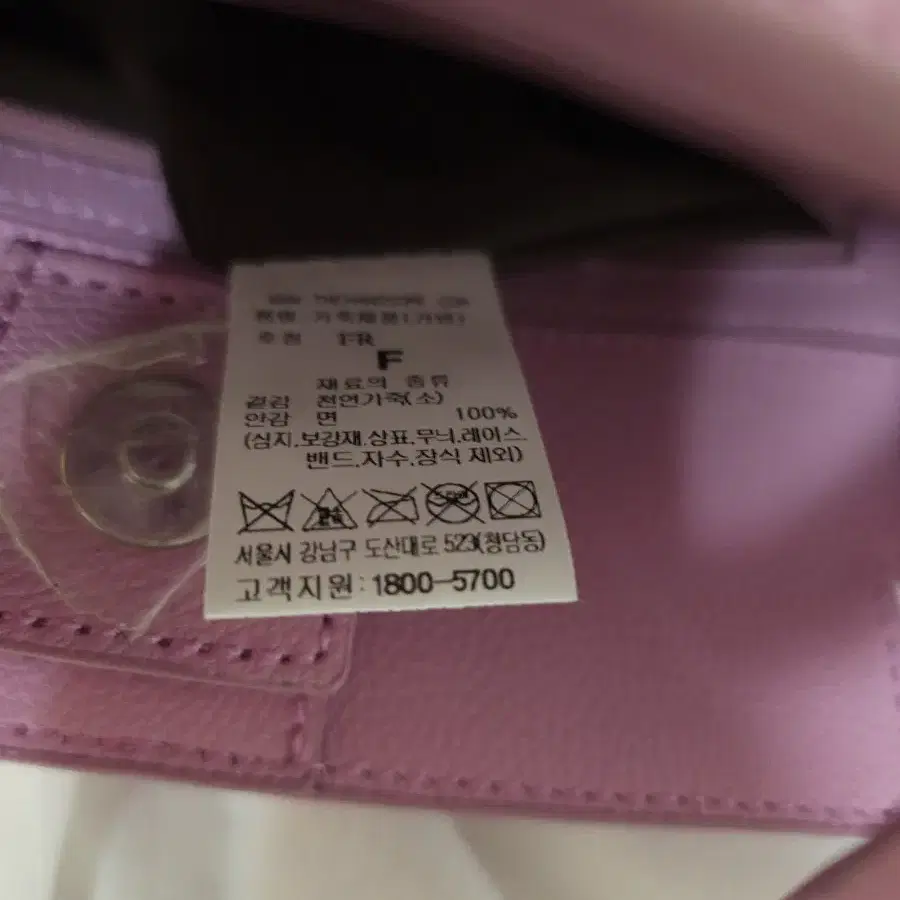 품명 가죽제품(가방)
FR
F
재료의 종류
겉감 천연가죽(소)
안감 면 100%
(심지.보강재.상표.무늬.레이스.
밴드.자수.장식 제외)
서울시 강남구 도산대로 523(청담동)
고객지원:1800-5700